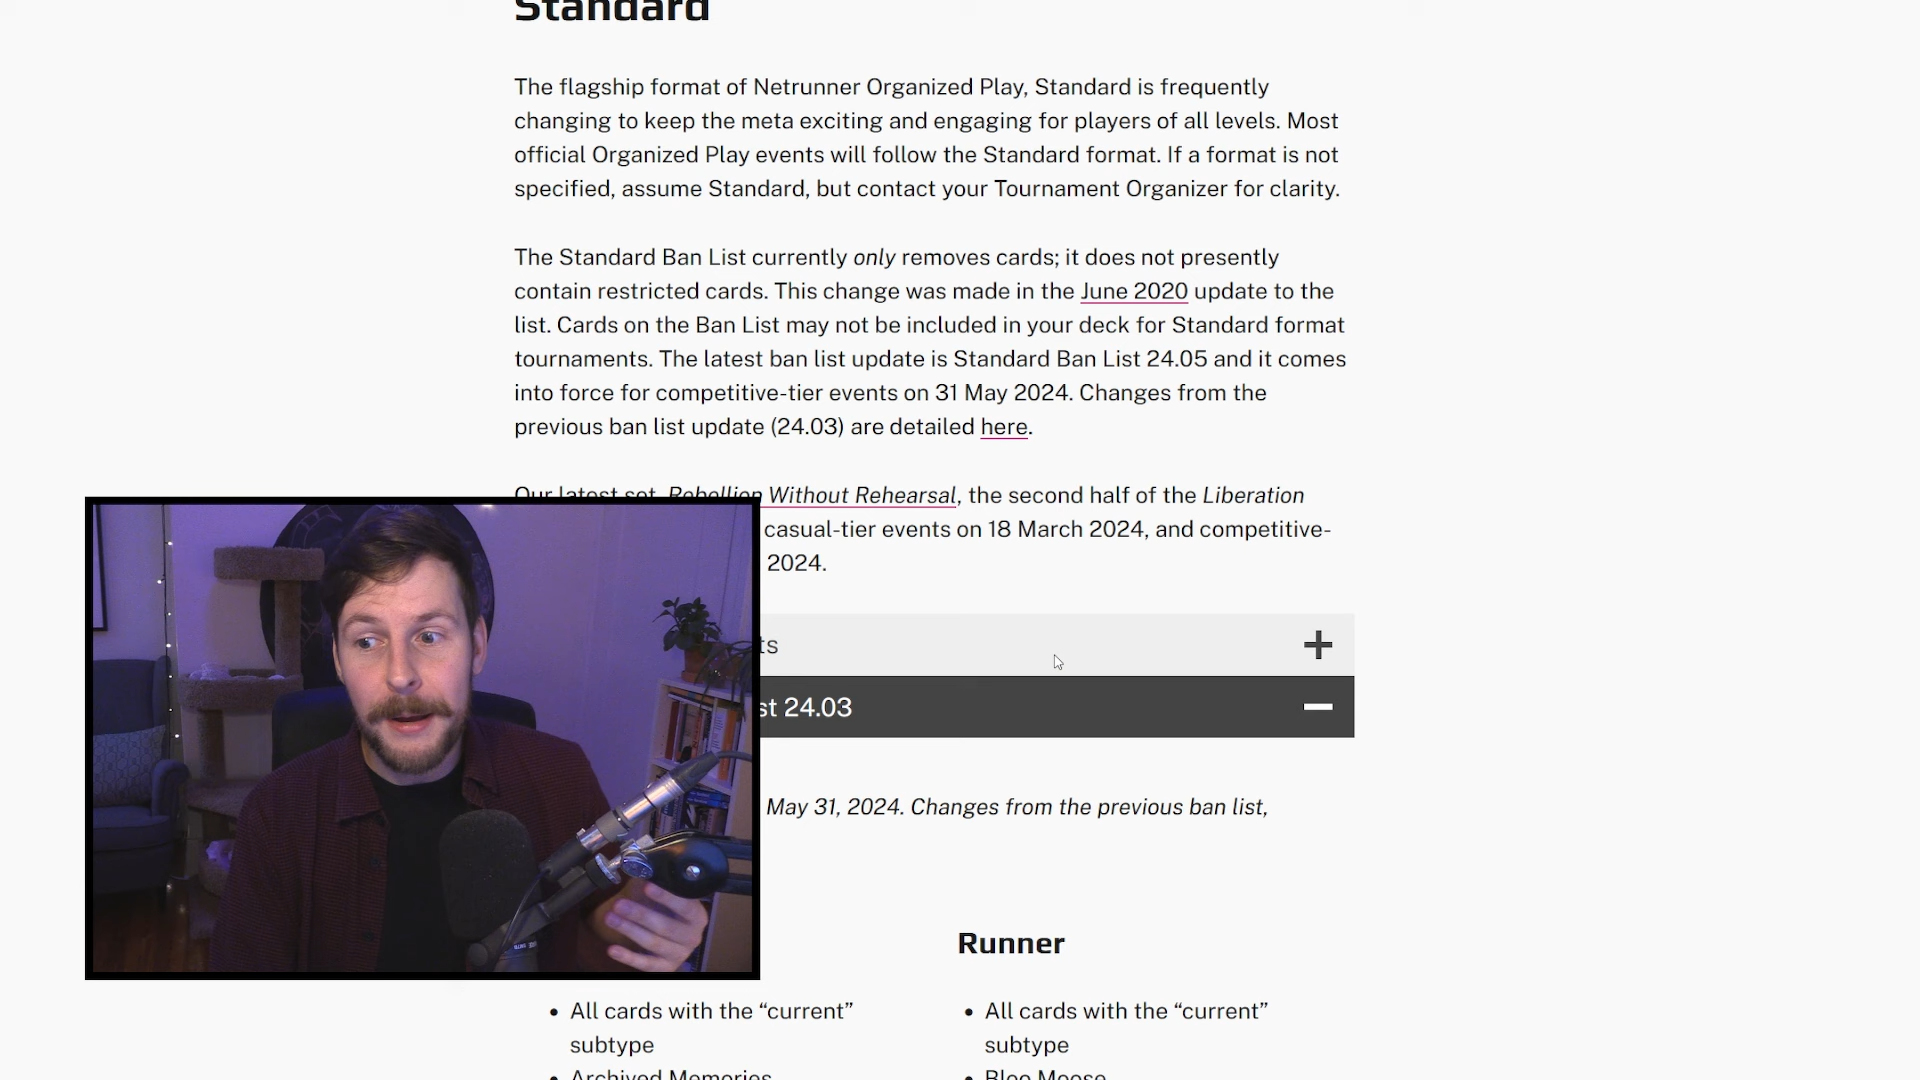 Standard
The flagship format of Netrunner Organized Play, Standard is frequently
changing to keep the meta exciting and engaging for players of all levels. Most
official Organized Play events will follow the Standard format. If a format is not
specified, assume Standard, but contact your Tournament Organizer for clarity.
The Standard Ban List currently only removes cards; it does not presently
contain restricted cards. This change was made in the June 2020 update to the
list. Cards on the Ban List may not be included in your deck for Standard format
tournaments. The latest ban list update is Standard Ban List 24.05 and it comes
into force for competitive-tier events on 31 May 2024. Changes from the
previous ban list update (24.03) are detailed here.
Our latest set, Rebellion Without Rehearsal, the second half of the Liberation
casual-tier events on 18 March 2024, and competitive-
2024.
ts
st 24.03
May 31, 2024. Changes from the previous ban list,
Runner
• All cards with the “current”
subtype
• Archived Memories
• All cards with the “current”
subtype
• Bloo Moose